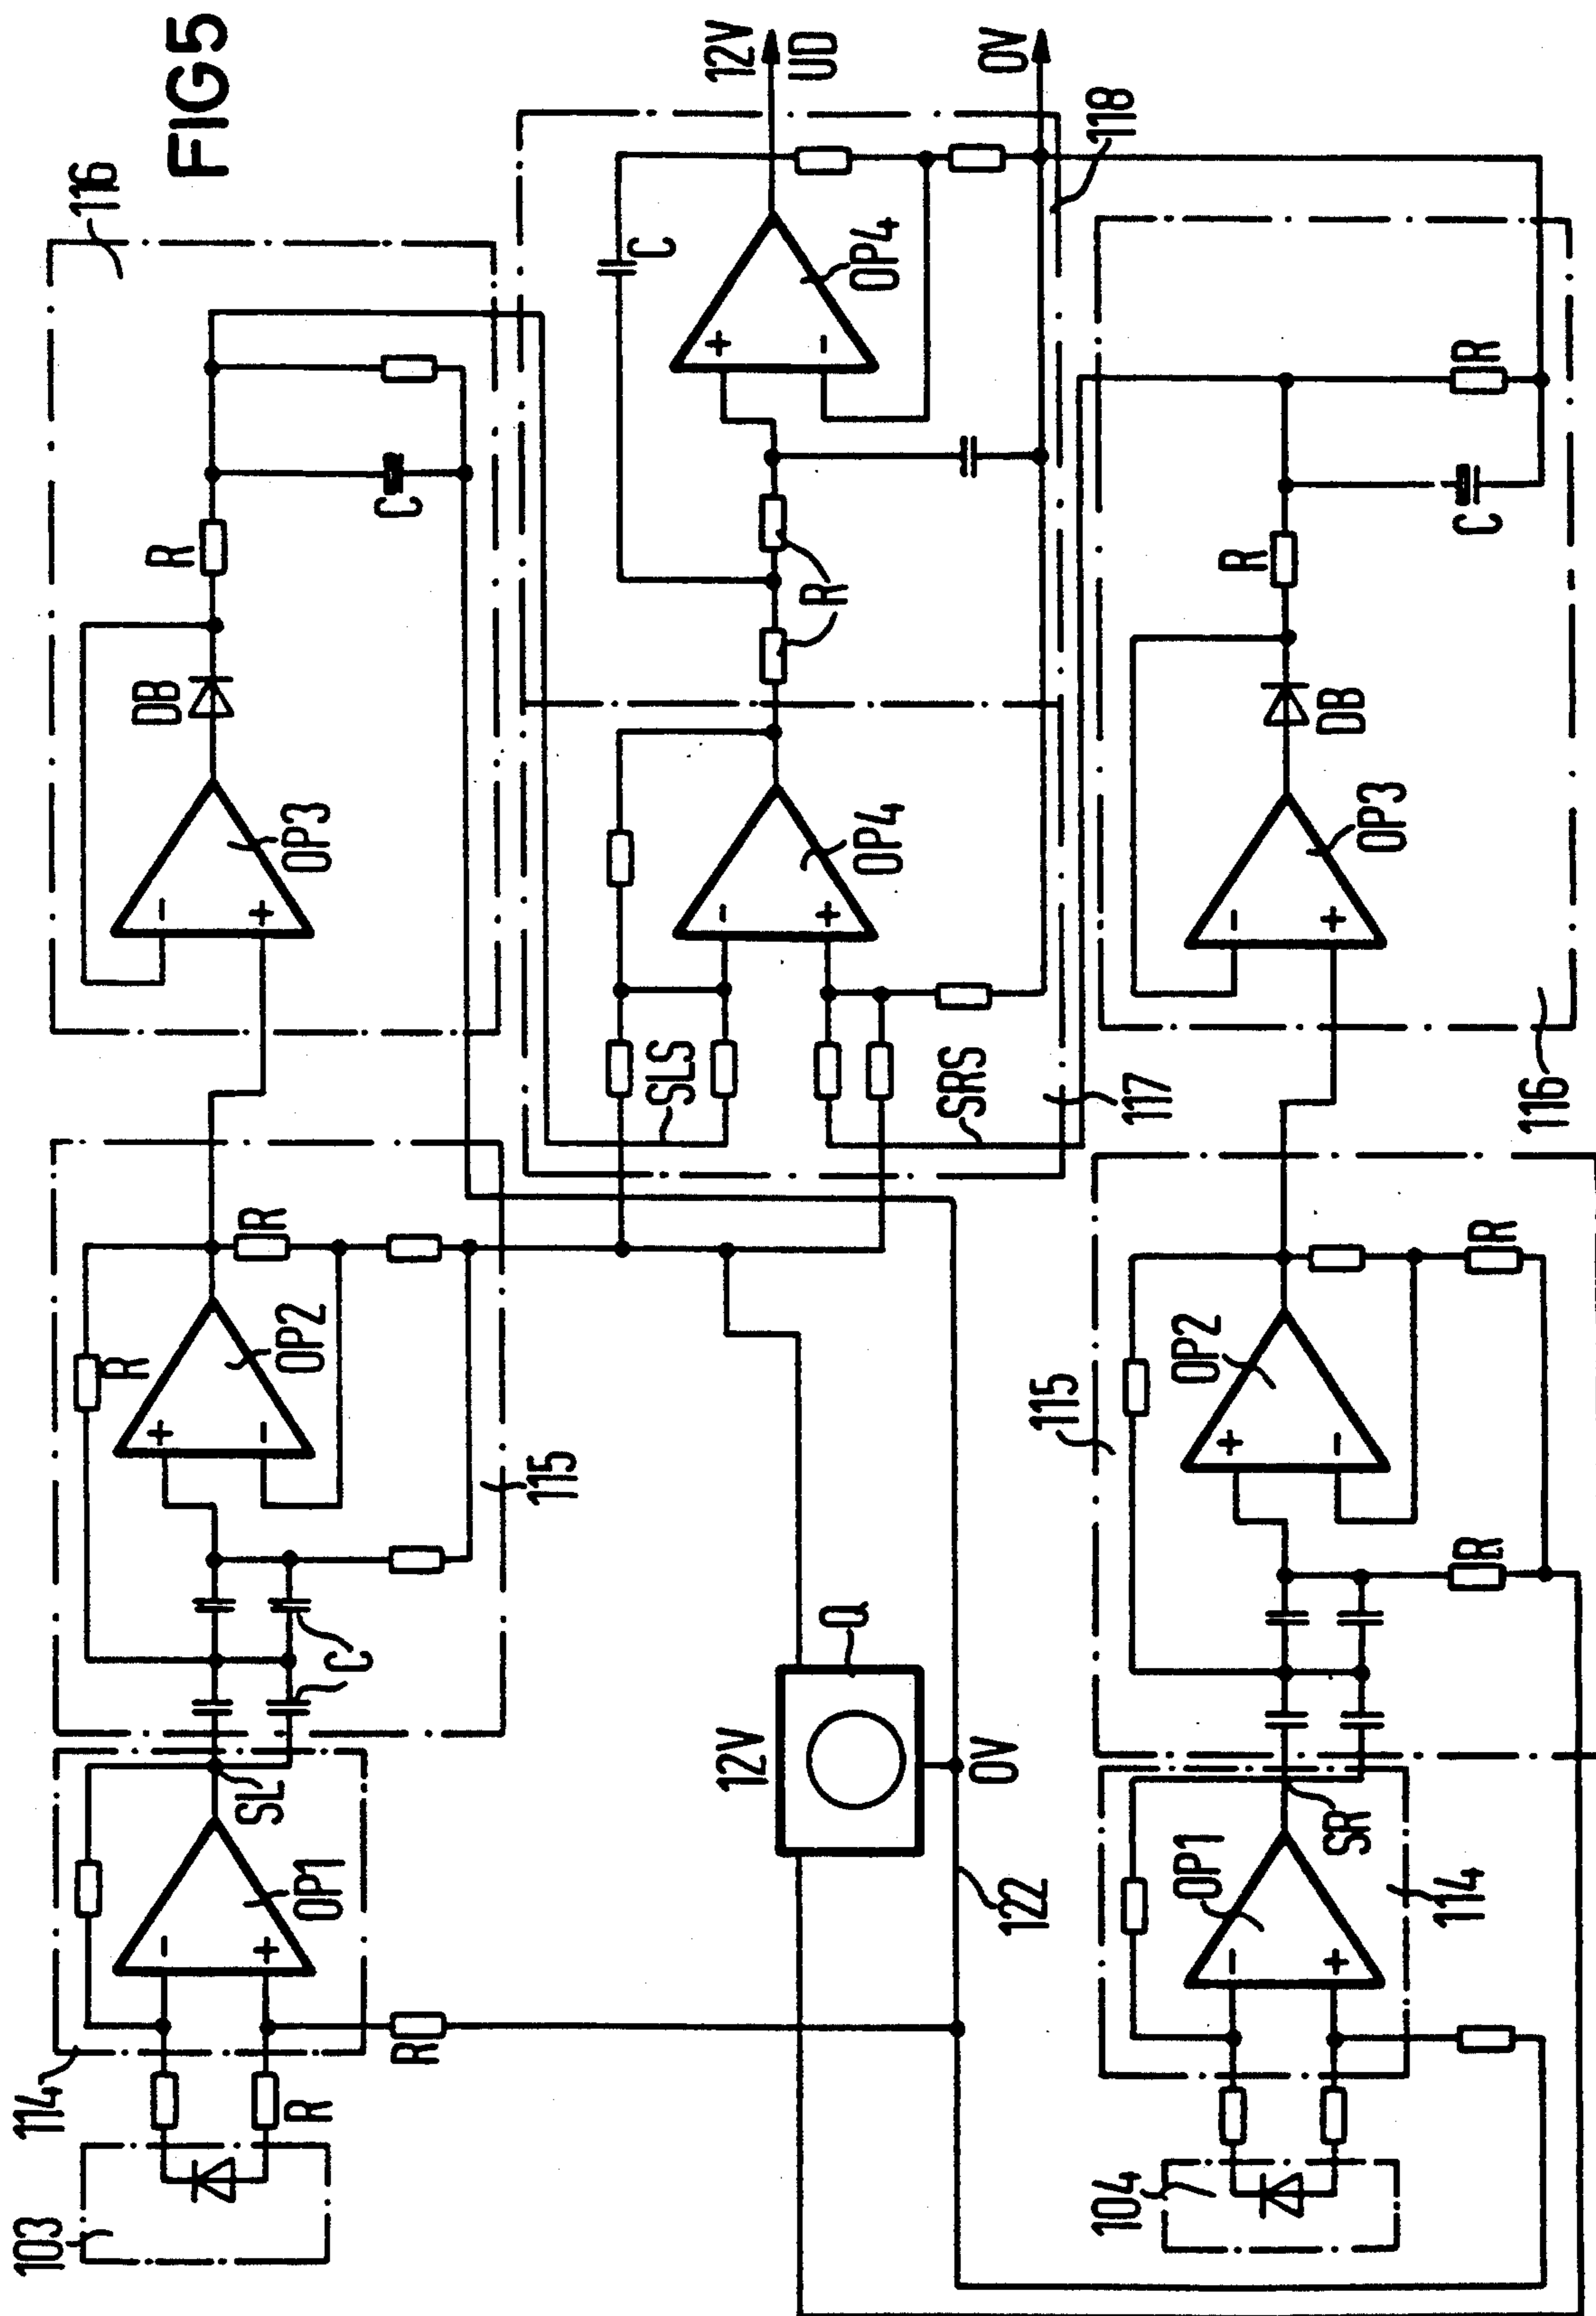 FIG5
103
114
R
R
OP1
SL
C
115
R
OP2
R
OP3
DB
R
C
116
12V
Q
0V
122
SLS
SRS
117
OP4
R
C
OP4
12V
UD
0V
118
104
OP1
SR
114
115
OP2
R
R
116
OP3
DB
R
C
R
+
-
+
-
+
-
+
-
+
-
+
-
+
-
+
-